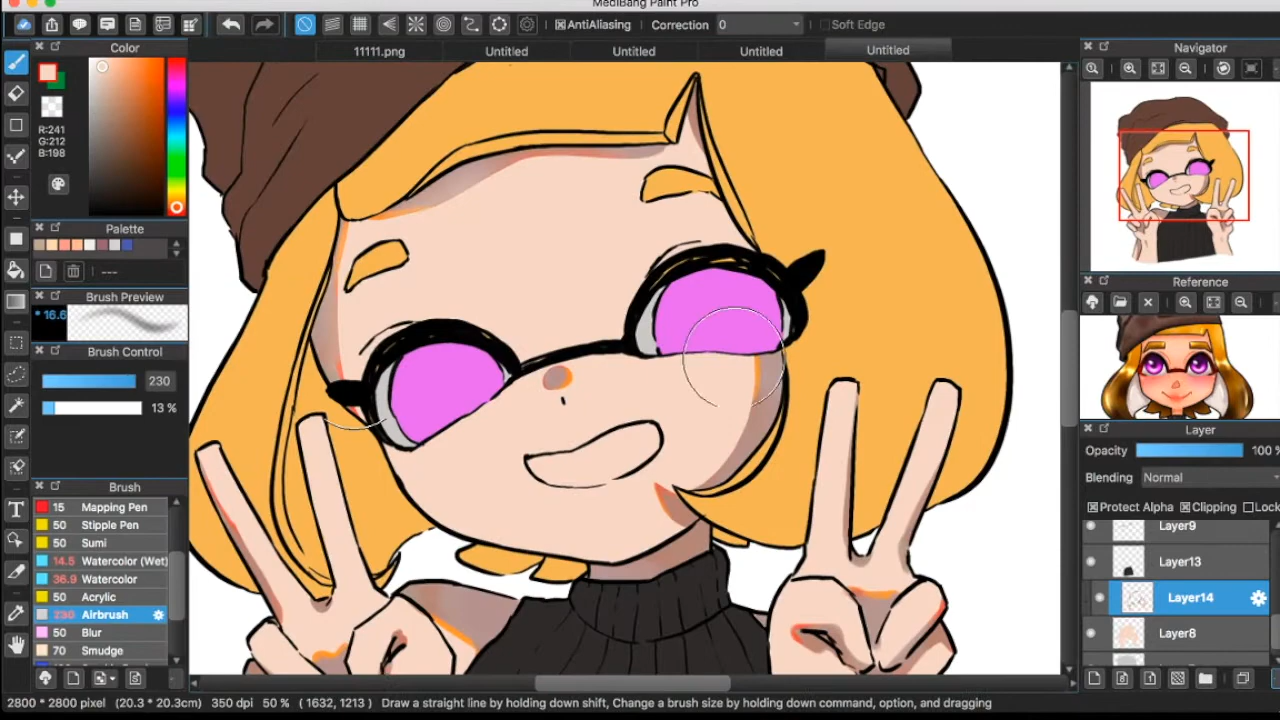 MediBang Paint Pro
AntiAliasing Correction 0 Soft Edge
11111.png Untitled Untitled Untitled Untitled
Color
R:241
G:212
B:198
Palette
---
Brush Preview
* 16.6
Brush Control
230
13 %
Brush
15 Mapping Pen
50 Stipple Pen
50 Sumi
14.5 Watercolor (Wet)
36.9 Watercolor
50 Acrylic
230 Airbrush
50 Blur
70 Smudge
Navigator
Reference
Layer
Opacity 100 %
Blending Normal
Protect Alpha Clipping Lock
Layer9
Layer13
Layer14
Layer8
2800 * 2800 pixel (20.3 * 20.3cm) 350 dpi 50 % ( 1632, 1213 ) Draw a straight line by holding down shift, Change a brush size by holding down command, option, and dragging